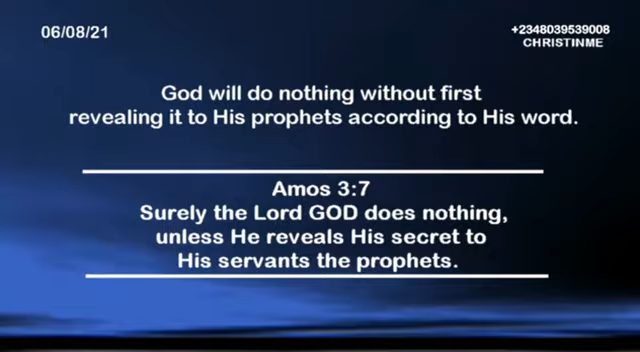 06/08/21
+2348039539008
CHRISTINME
God will do nothing without first
revealing it to His prophets according to His word.
Amos 3:7
Surely the Lord GOD does nothing,
unless He reveals His secret to
His servants the prophets.